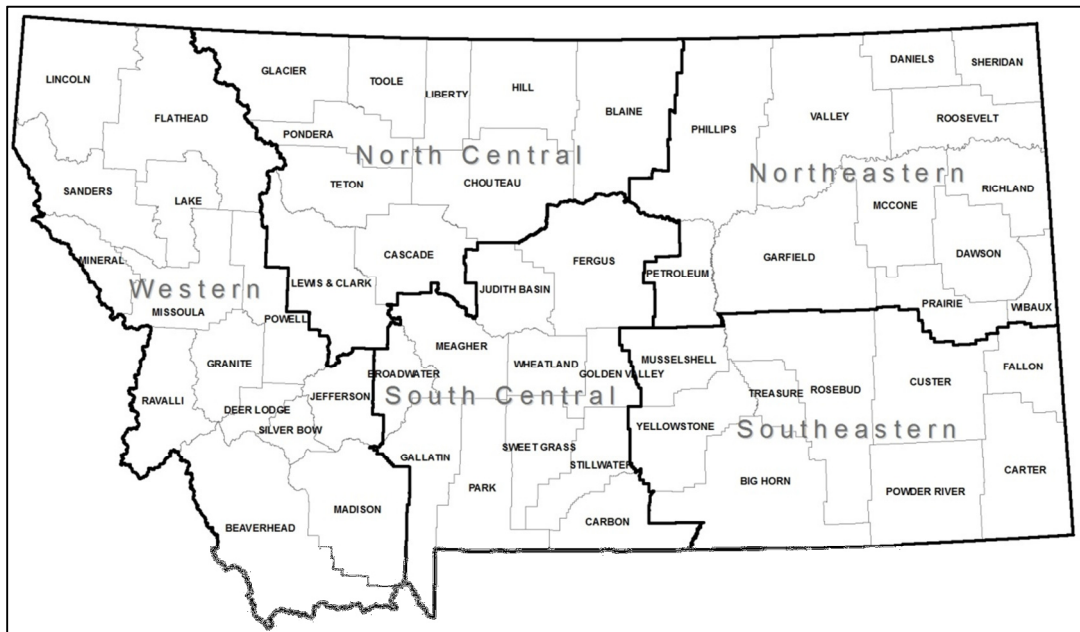 LINCOLN
FLATHEAD
SANDERS
LAKE
MINERAL
Western
MISSOULA
POWELL
GRANITE
RAVALLI
DEER LODGE
SILVER BOW
JEFFERSON
BEAVERHEAD
MADISON
GLACIER
TOOLE
LIBERTY
HILL
BLAINE
PONDERA
North Central
TETON
CHOUTEAU
CASCADE
LEWIS & CLARK
JUDITH BASIN
FERGUS
MEAGHER
BROADWATER
WHEATLAND
GOLDEN VALLEY
South Central
GALLATIN
SWEET GRASS
STILLWATER
PARK
CARBON
DANIELS
SHERIDAN
PHILLIPS
VALLEY
ROOSEVELT
Northeastern
RICHLAND
MCCONE
GARFIELD
DAWSON
PETROLEUM
PRAIRIE
WIBAUX
MUSSELSHELL
TREASURE
ROSEBUD
CUSTER
FALLON
YELLOWSTONE
Southeastern
BIG HORN
POWDER RIVER
CARTER